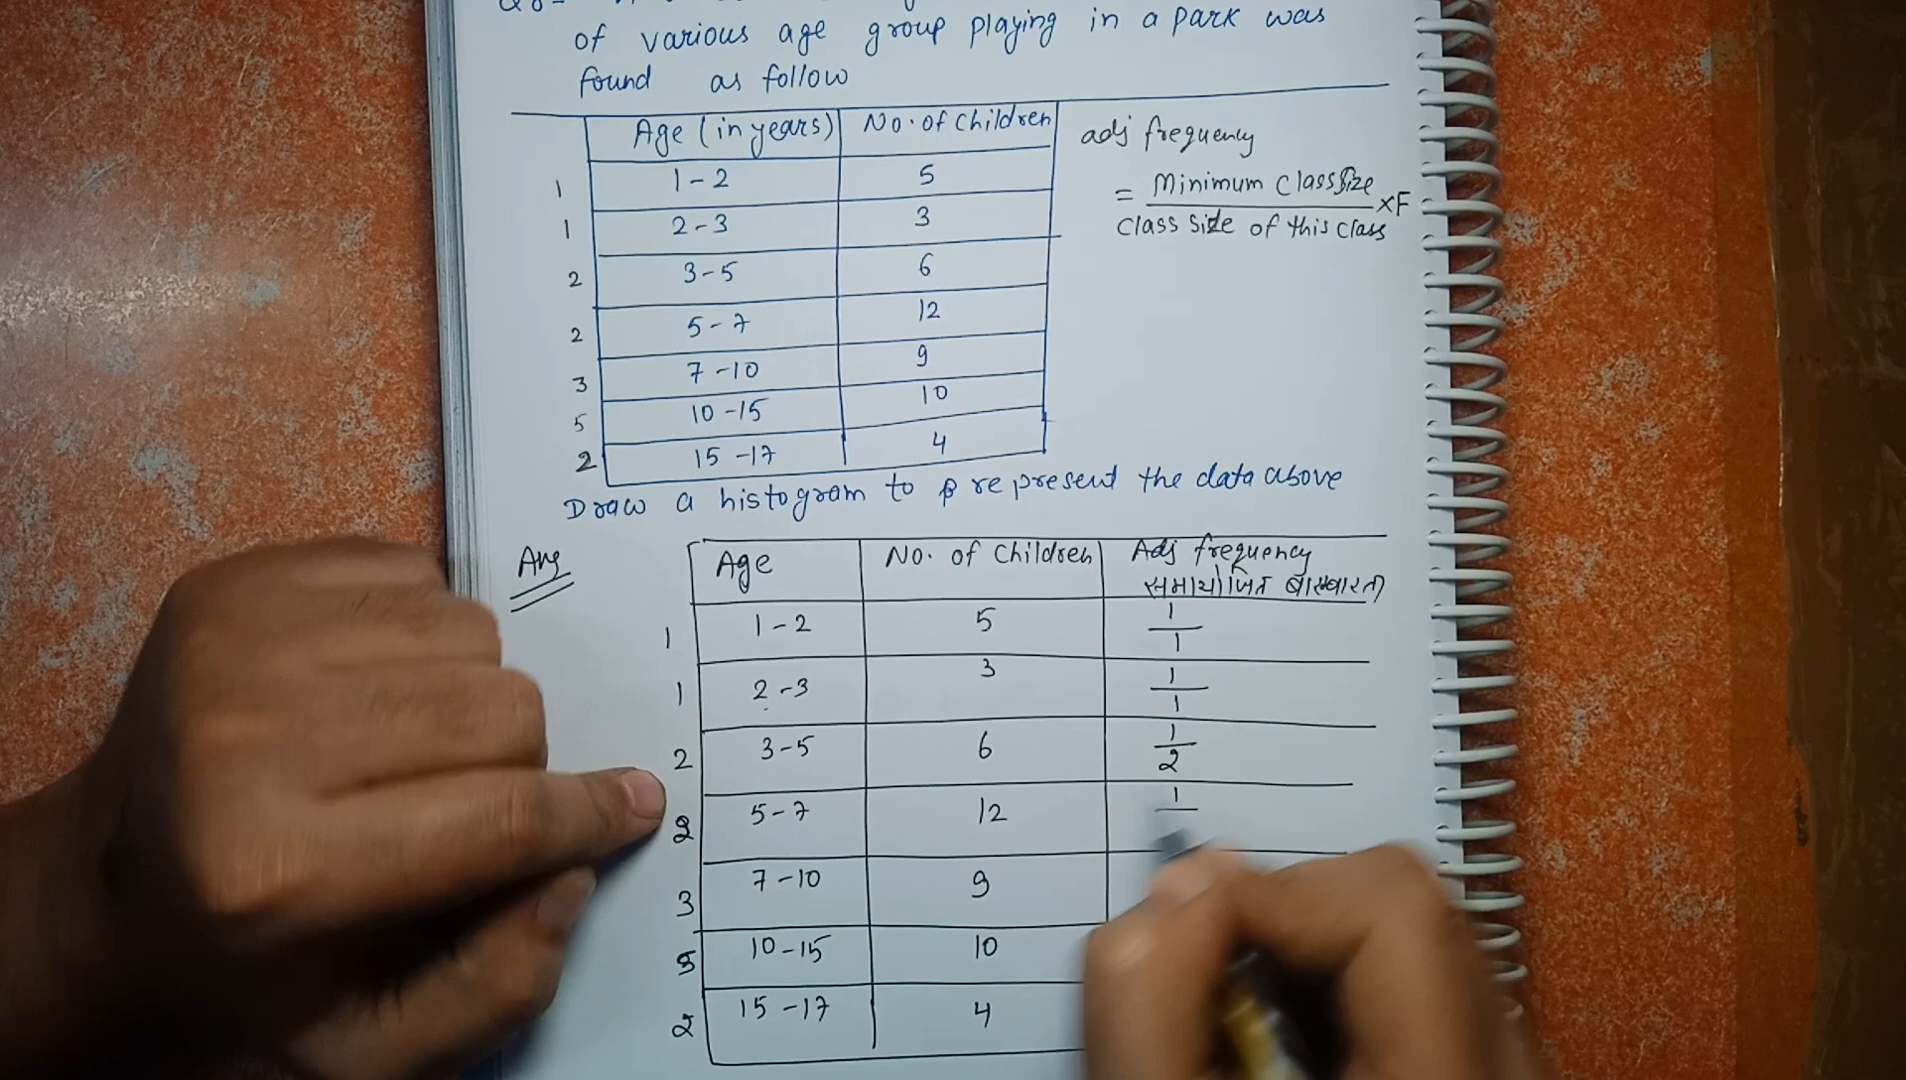 of various age group playing in a park was
found as follow
Age (in years) No. of children
1 1-2 5
1 2-3 3
2 3-5 6
2 5-7 12
3 7-10 9
5 10-15 10
2 15-17 4
adj frequency
= Minimum class size
class size of this class ×F
Draw a histogram to represent the data above
Ans
Age No. of Children Adj frequency
समायोजित बारम्बारता
1 1-2 5 1/1
1 2-3 3 1/1
2 3-5 6 1/2
2 5-7 12 1
3 7-10 9
5 10-15 10
2 15-17 4